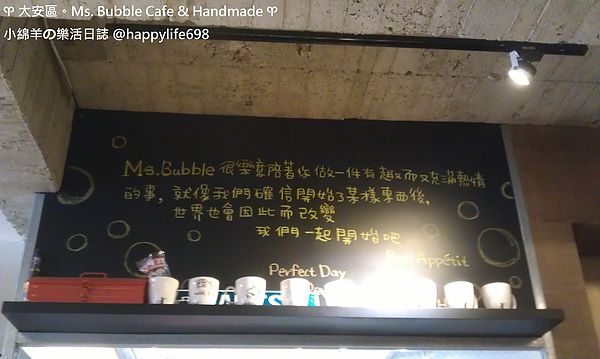 ♈ 大安區。Ms. Bubble Cafe & Handmade ♈
小綿羊の樂活日誌 @happylife698
Ms.Bubble 很樂意陪著你做一件有趣而又充滿熱情
的事，就像我們確信開始了某樣東西後，
世界也會因此而改變
我們一起開始吧
Appétit
Perfect Day